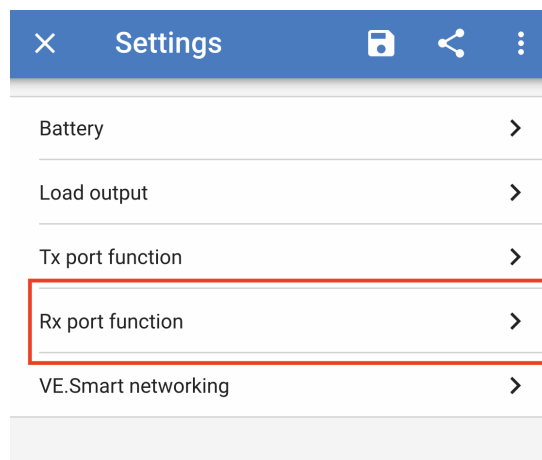 Settings
Battery
Load output
Tx port function
Rx port function
VE.Smart networking